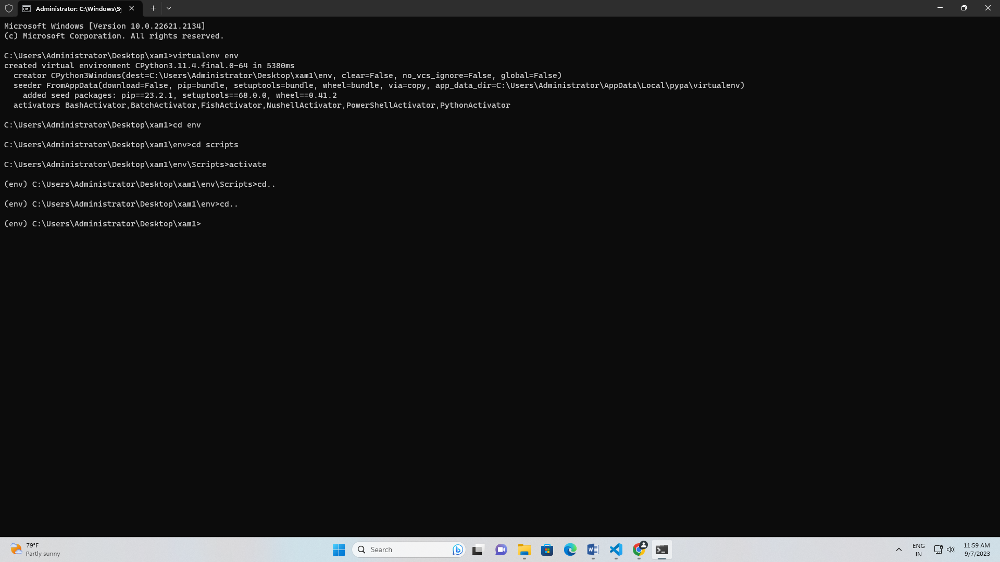 Administrator: C:\Windows\Sy
Microsoft Windows [Version 10.0.22621.2134]
(c) Microsoft Corporation. All rights reserved.
C:\Users\Administrator\Desktop\xam1>virtualenv env
created virtual environment CPython3.11.4.final.0-64 in 5380ms
  creator CPython3Windows(dest=C:\Users\Administrator\Desktop\xam1\env, clear=False, no_vcs_ignore=False, global=False)
  seeder FromAppData(download=False, pip=bundle, setuptools=bundle, wheel=bundle, via=copy, app_data_dir=C:\Users\Administrator\AppData\Local\pypa\virtualenv)
    added seed packages: pip==23.2.1, setuptools==68.0.0, wheel==0.41.2
  activators BashActivator,BatchActivator,FishActivator,NushellActivator,PowerShellActivator,PythonActivator
C:\Users\Administrator\Desktop\xam1>cd env
C:\Users\Administrator\Desktop\xam1\env>cd scripts
C:\Users\Administrator\Desktop\xam1\env\Scripts>activate
(env) C:\Users\Administrator\Desktop\xam1\env\Scripts>cd..
(env) C:\Users\Administrator\Desktop\xam1\env>cd..
(env) C:\Users\Administrator\Desktop\xam1>
79°F
Partly sunny
Search
ENG
IN
11:59 AM
9/7/2023